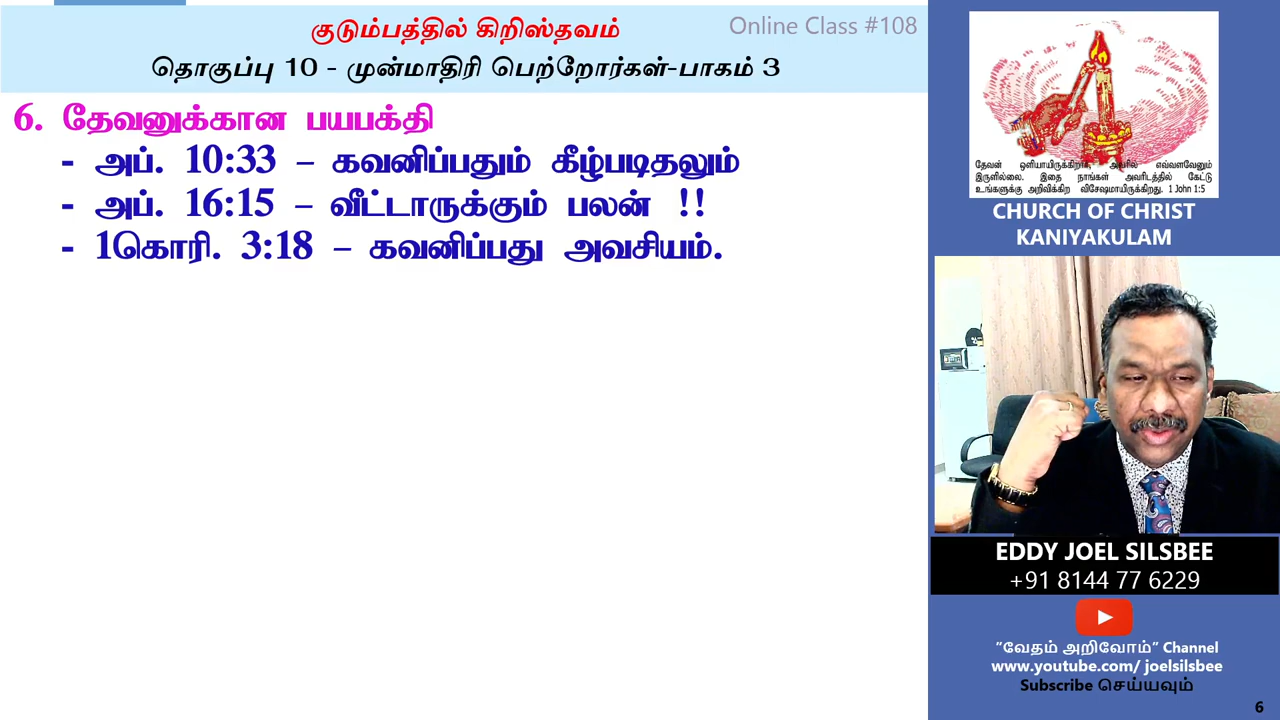 குடும்பத்தில் கிறிஸ்தவம்
Online Class #108
தொகுப்பு 10 - முன்மாதிரி பெற்றோர்கள்-பாகம் 3
6. தேவனுக்கான பயபக்தி
- அப். 10:33 – கவனிப்பதும் கீழ்படிதலும்
- அப். 16:15 – வீட்டாருக்கும் பலன் !!
- 1கொரி. 3:18 – கவனிப்பது அவசியம்.
தேவன் ஒளியாயிருக்கிறார், அவரில் எவ்வளவேனும்
இருளில்லை. இதை நாங்கள் அவரிடத்தில் கேட்டு
உங்களுக்கு அறிவிக்கிற விசேஷமாயிருக்கிறது. 1 John 1:5
CHURCH OF CHRIST
KANIYAKULAM
EDDY JOEL SILSBEE
+91 8144 77 6229
"வேதம் அறிவோம்" Channel
www.youtube.com/ joelsilsbee
Subscribe செய்யவும்
6